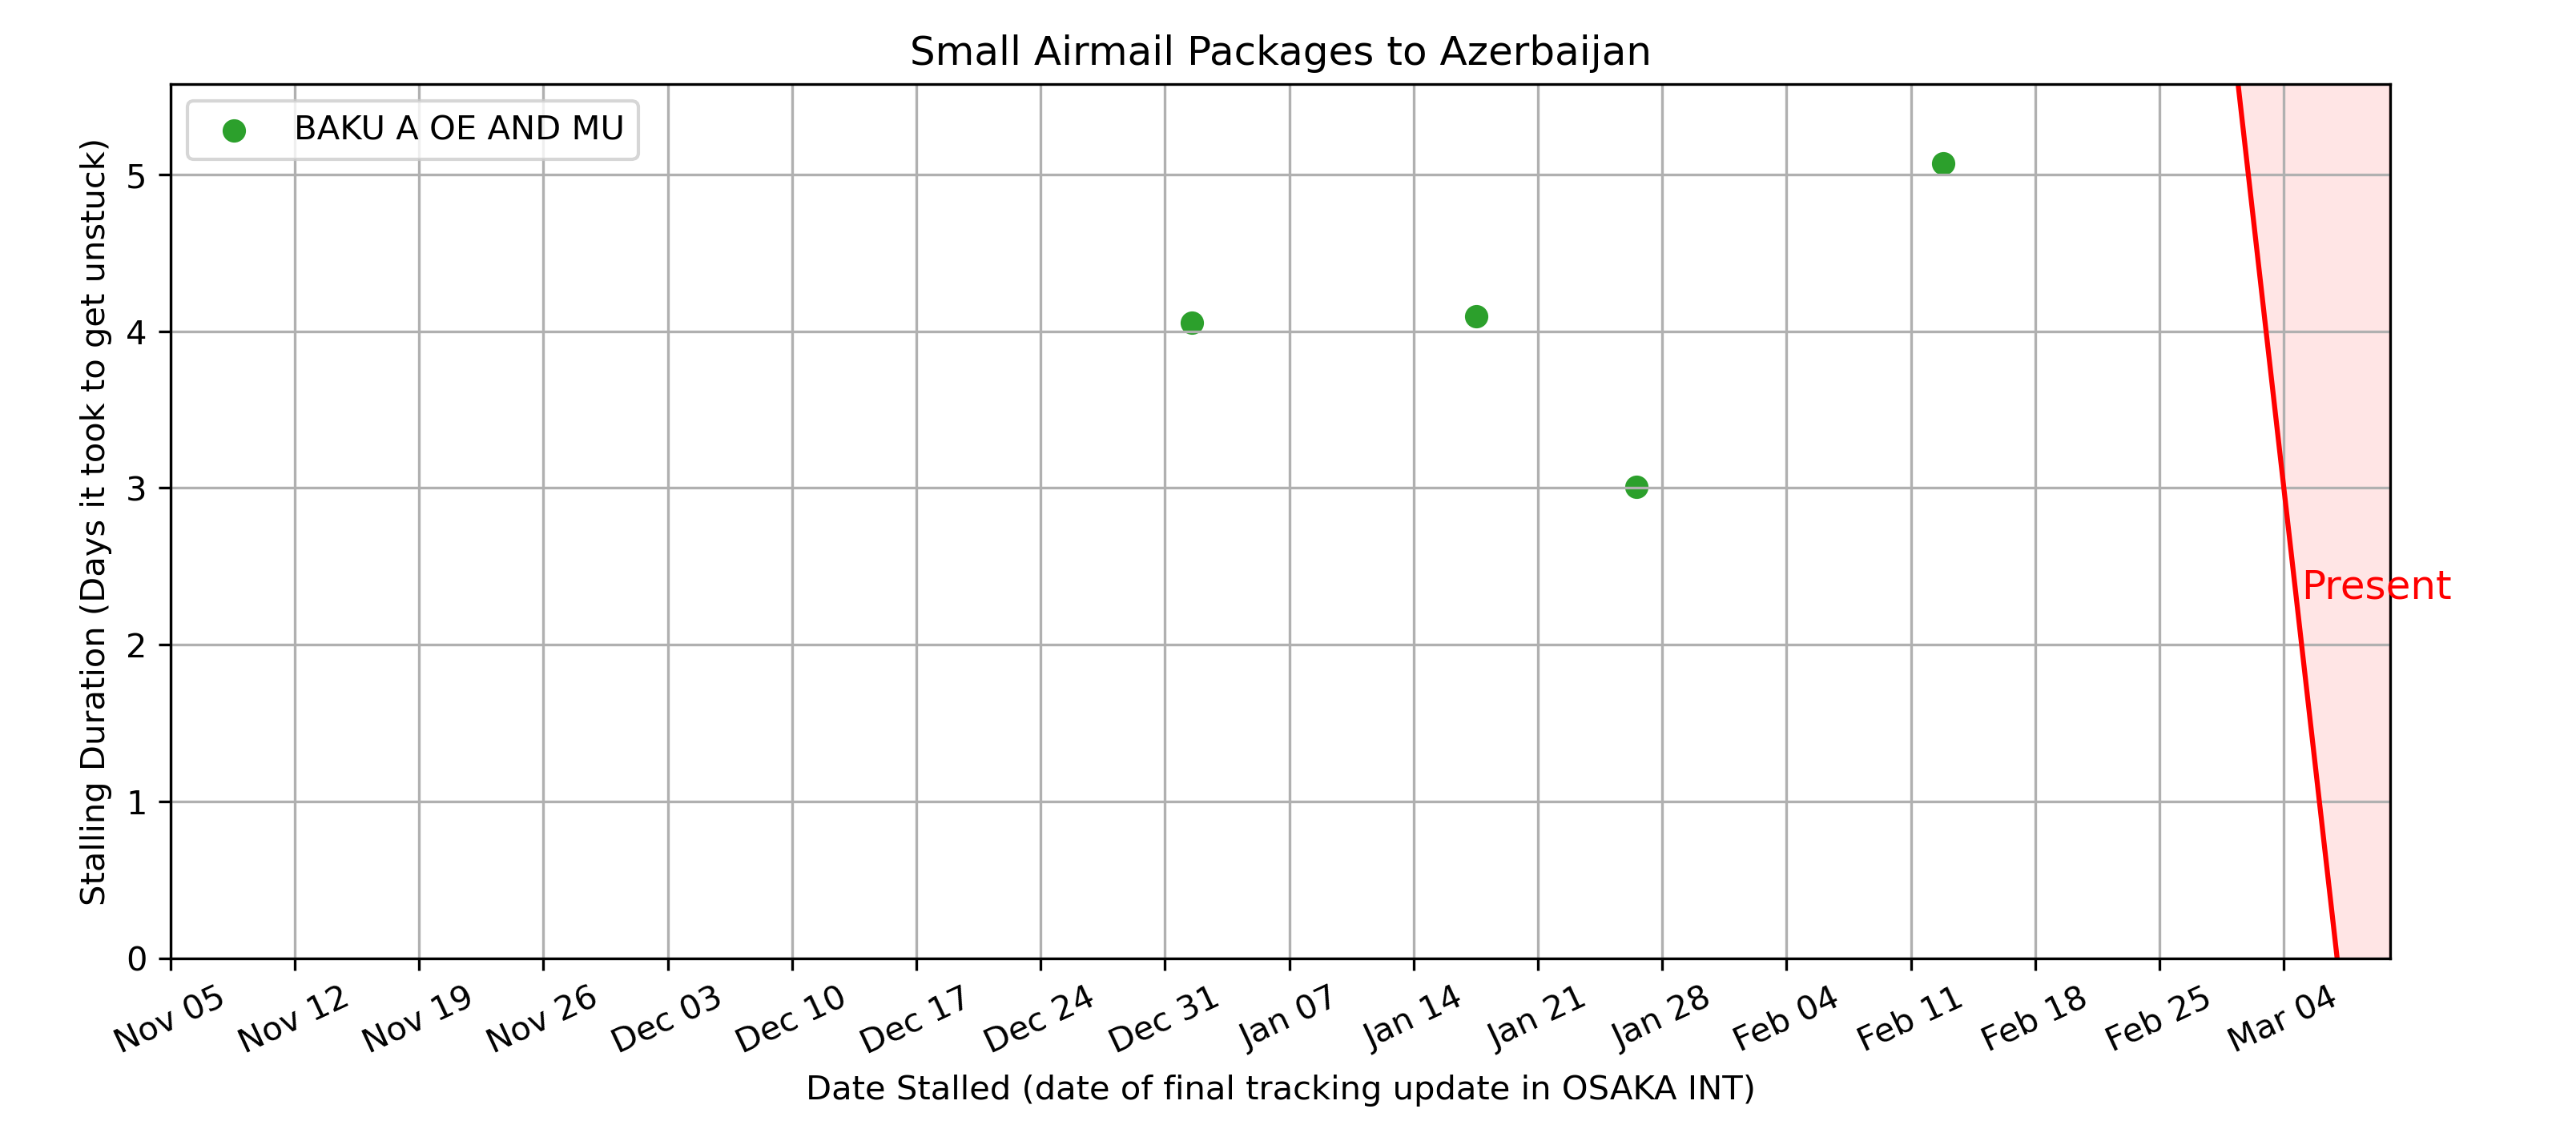 Small Airmail Packages to Azerbaijan
BAKU A OE AND MU
Stalling Duration (Days it took to get unstuck)
5
4
3
2
1
0
Present
Nov 05
Nov 12
Nov 19
Nov 26
Dec 03
Dec 10
Dec 17
Dec 24
Dec 31
Jan 07
Jan 14
Jan 21
Jan 28
Feb 04
Feb 11
Feb 18
Feb 25
Mar 04
Date Stalled (date of final tracking update in OSAKA INT)